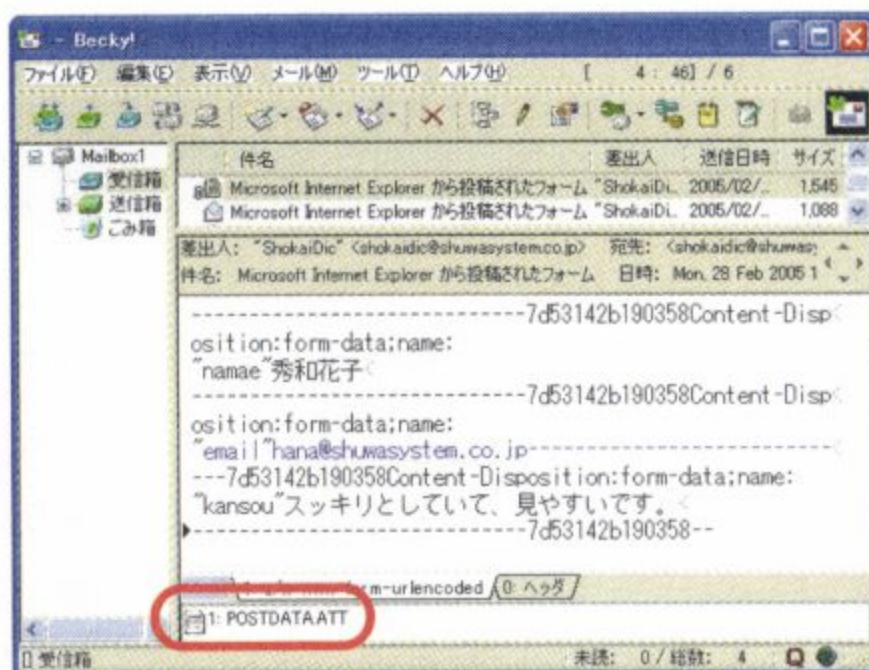 - Becky!
ファイル(F) 編集(E) 表示(V) メール(M) ツール(T) ヘルプ(H) [ 4 : 46] / 6
Mailbox1
受信箱
送信箱
ごみ箱
件名 差出人 送信日時 サイズ
Microsoft Internet Explorer から投稿されたフォーム "ShokaiDi... 2005/02/... 1,545
Microsoft Internet Explorer から投稿されたフォーム "ShokaiDi... 2005/02/... 1,088
差出人: "ShokaiDic" <shokaidic@shuwasystem.co.jp> 宛先: <shokaidic@shuwas
件名: Microsoft Internet Explorer から投稿されたフォーム 日時: Mon, 28 Feb 2005 1
-----------------------------7d53142b190358Content-Disp
osition:form-data;name:
"namae"秀和花子
-----------------------------7d53142b190358Content-Disp
osition:form-data;name:
"email"hana@shuwasystem.co.jp--------------------------
---7d53142b190358Content-Disposition:form-data;name:
"kansou"スッキリとしていて、見やすいです。
-----------------------------7d53142b190358--
m-urlencoded 0: ヘッダ
1: POSTDATA.ATT
受信箱 未読: 0 / 総数: 4